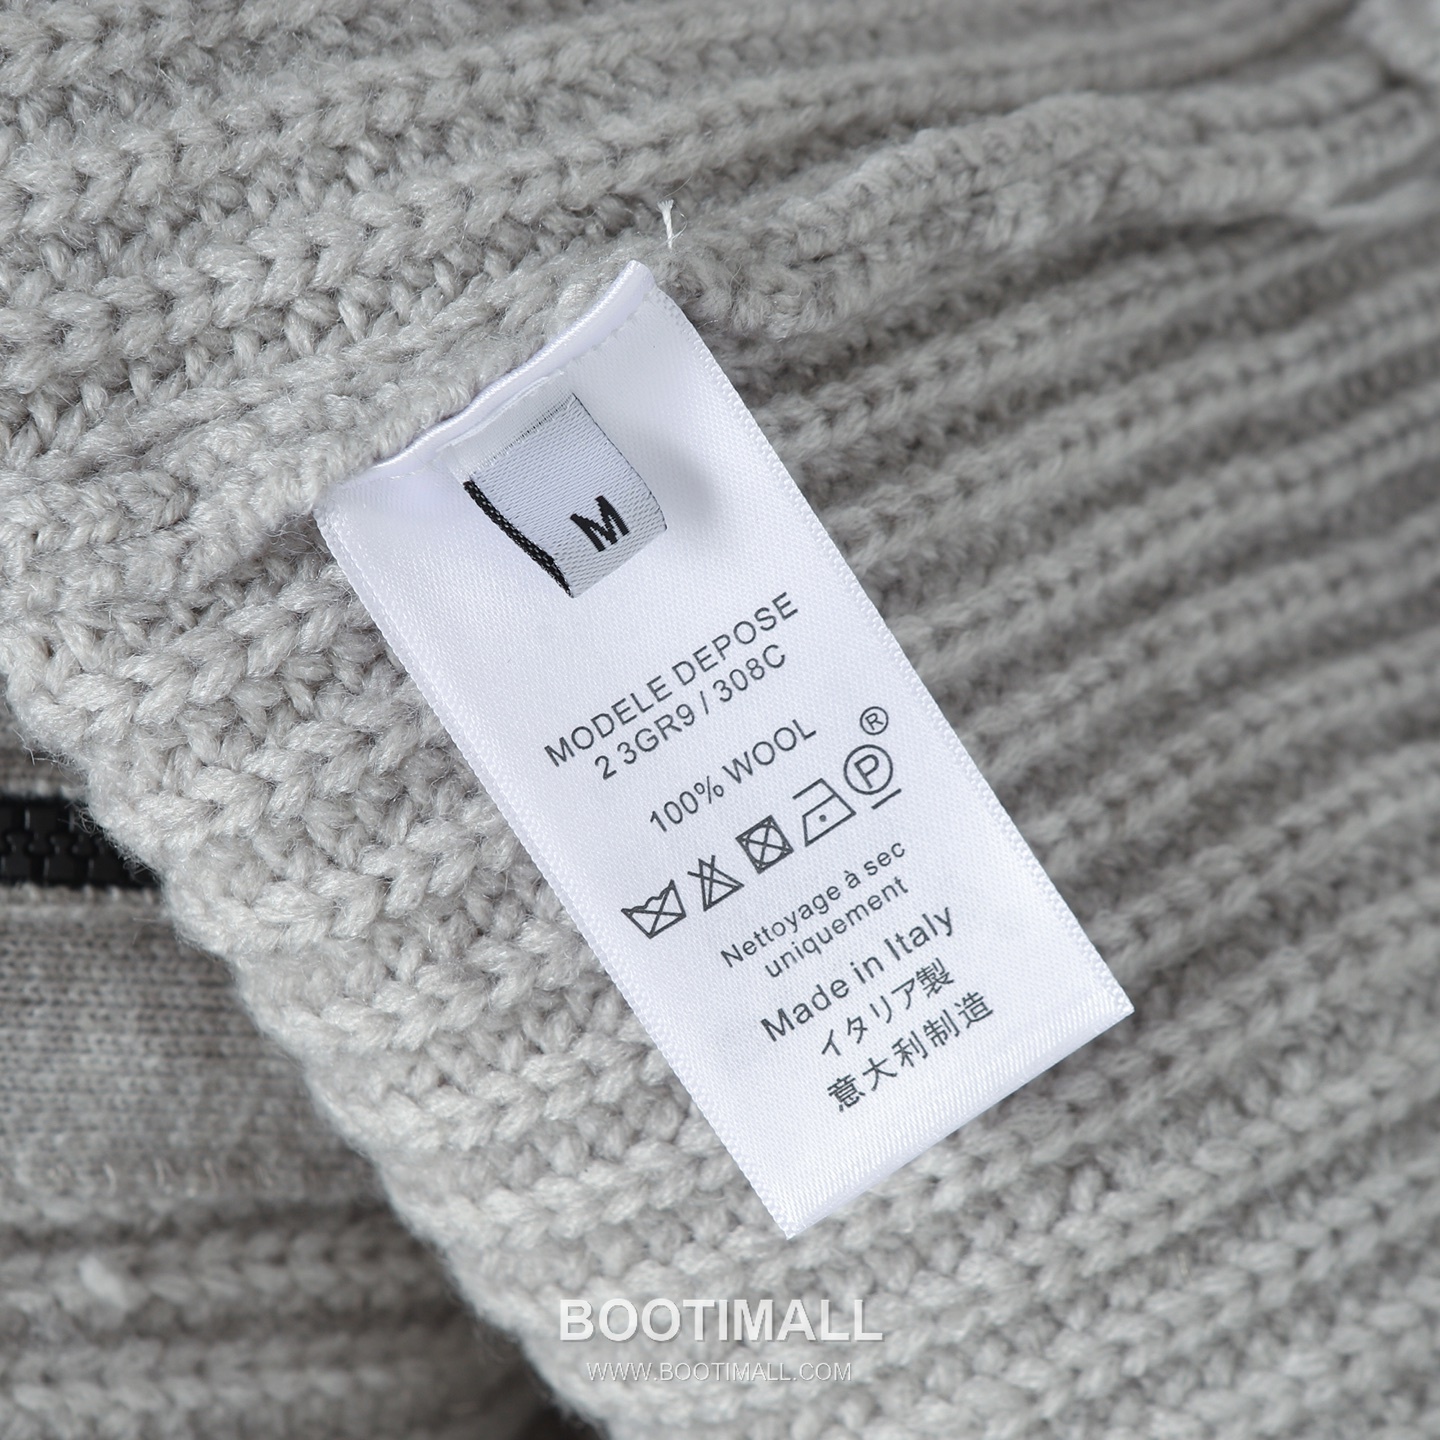 M
MODELE DEPOSE
2 3GR9 / 308C
100% WOOL
®
P
Nettoyage à sec
uniquement
Made in Italy
イタリア製
意大利制造
BOOTIMALL
WWW.BOOTIMALL.COM